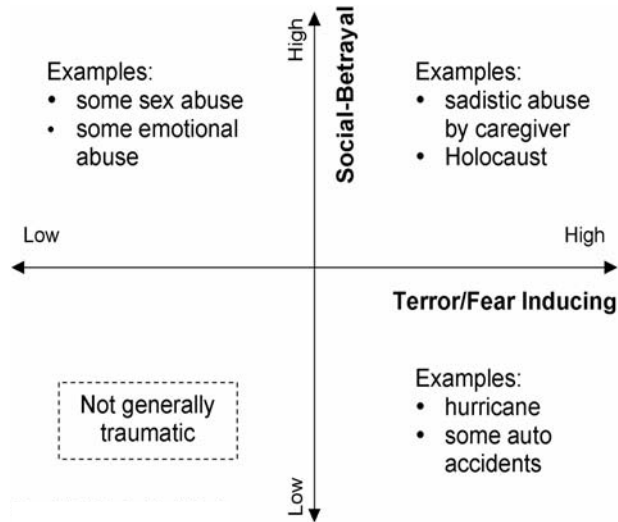 High
Social-Betrayal
Examples:
• some sex abuse
• some emotional
abuse
Examples:
• sadistic abuse
by caregiver
• Holocaust
Low
High
Terror/Fear Inducing
Not generally
traumatic
Examples:
• hurricane
• some auto
accidents
Low